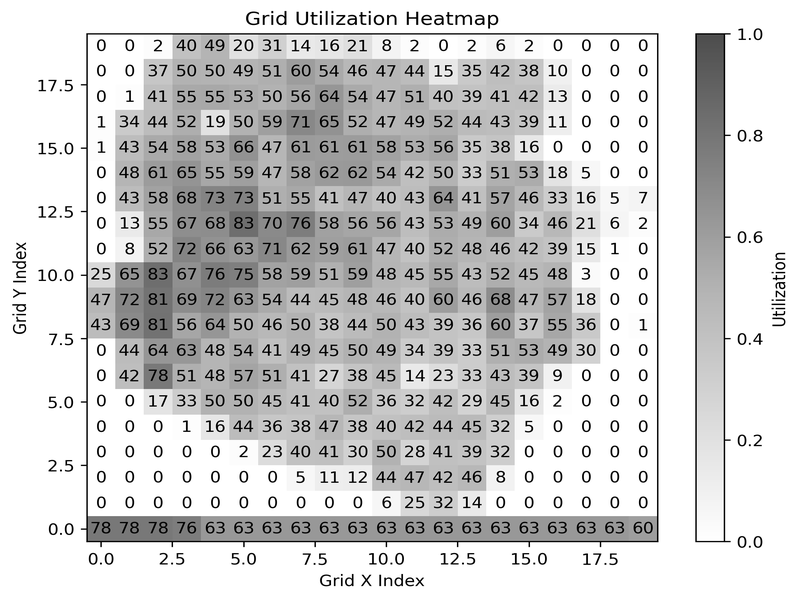 Grid Utilization Heatmap
0 0 2 40 49 20 31 14 16 21 8 2 0 2 6 2 0 0 0 0
0 0 37 50 50 49 51 60 54 46 47 44 15 35 42 38 10 0 0 0
17.5
0 1 41 55 55 53 50 56 64 54 47 51 40 39 41 42 13 0 0 0
1 34 44 52 19 50 59 71 65 52 47 49 52 44 43 39 11 0 0 0
15.0
1 43 54 58 53 66 47 61 61 61 58 53 56 35 38 16 0 0 0 0
0 48 61 65 55 59 47 58 62 62 54 42 50 33 51 53 18 5 0 0
0 43 58 68 73 73 51 55 41 47 40 43 64 41 57 46 33 16 5 7
12.5
0 13 55 67 68 83 70 76 58 56 56 43 53 49 60 34 46 21 6 2
0 8 52 72 66 63 71 62 59 61 47 40 52 48 46 42 39 15 1 0
10.0
25 65 83 67 76 75 58 59 51 59 48 45 55 43 52 45 48 3 0 0
47 72 81 69 72 63 54 44 45 48 46 40 60 46 68 47 57 18 0 0
43 69 81 56 64 50 46 50 38 44 50 43 39 36 60 37 55 36 0 1
7.5
0 44 64 63 48 54 41 49 45 50 49 34 39 33 51 53 49 30 0 0
0 42 78 51 48 57 51 41 27 38 45 14 23 33 43 39 9 0 0 0
5.0
0 0 17 33 50 50 45 41 40 52 36 32 42 29 45 16 2 0 0 0
0 0 0 1 16 44 36 38 47 38 40 42 44 45 32 5 0 0 0 0
0 0 0 0 0 2 23 40 41 30 50 28 41 39 32 0 0 0 0 0
2.5
0 0 0 0 0 0 0 5 11 12 44 47 42 46 8 0 0 0 0 0
0 0 0 0 0 0 0 0 0 0 6 25 32 14 0 0 0 0 0 0
0.0
78 78 78 76 63 63 63 63 63 63 63 63 63 63 63 63 63 63 63 60
0.0 2.5 5.0 7.5 10.0 12.5 15.0 17.5
Grid X Index
Grid Y Index
1.0
0.8
0.6
0.4
0.2
0.0
Utilization